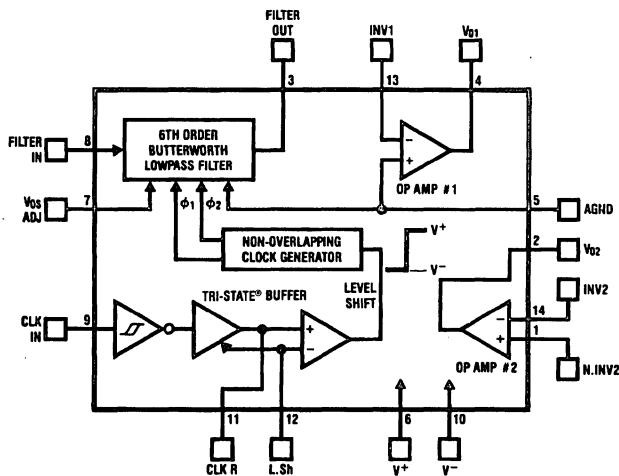 FILTER
OUT
INV1
VO1
3
13
4
8
FILTER
IN
6TH ORDER
BUTTERWORTH
LOWPASS FILTER
−
+
OP AMP #1
7
VOS
ADJ
ϕ1
ϕ2
5
AGND
NON-OVERLAPPING
CLOCK GENERATOR
V+
V−
2
VO2
LEVEL
SHIFT
TRI-STATE® BUFFER
14
INV2
CLK
IN
9
+
−
−
+
1
N.INV2
OP AMP #2
11
12
6
10
CLK R
L.Sh
V+
V−